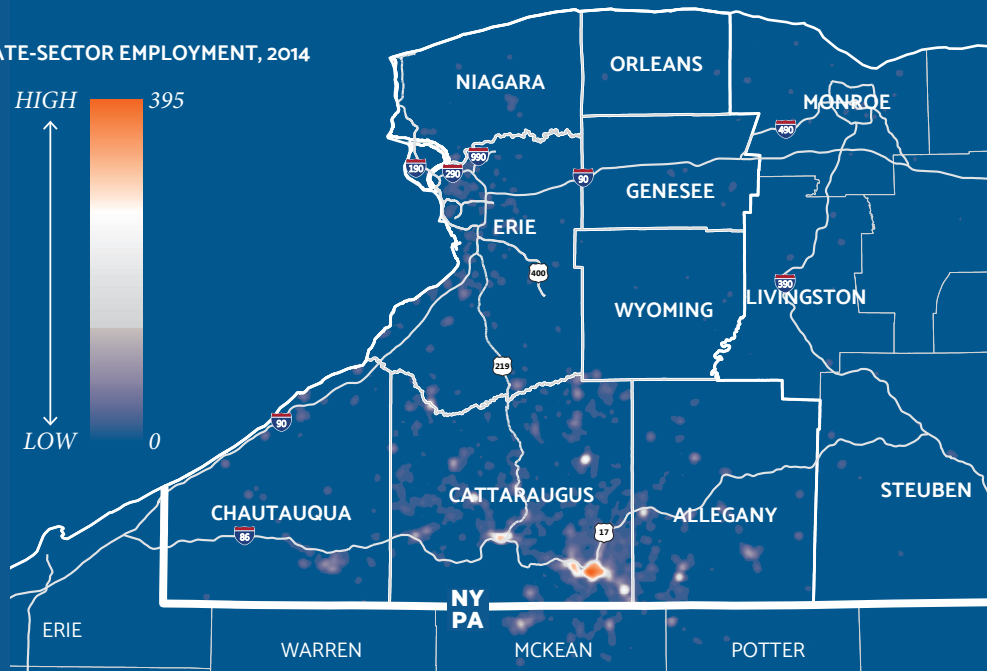 SECTOR EMPLOYMENT, 2014
HIGH
395
LOW
0
NIAGARA
ORLEANS
MONROE
490
990
190
290
90
GENESEE
ERIE
400
WYOMING
390
LIVINGSTON
219
90
CATTARAUGUS
STEUBEN
CHAUTAUQUA
ALLEGANY
86
17
NY
PA
ERIE
WARREN
MCKEAN
POTTER